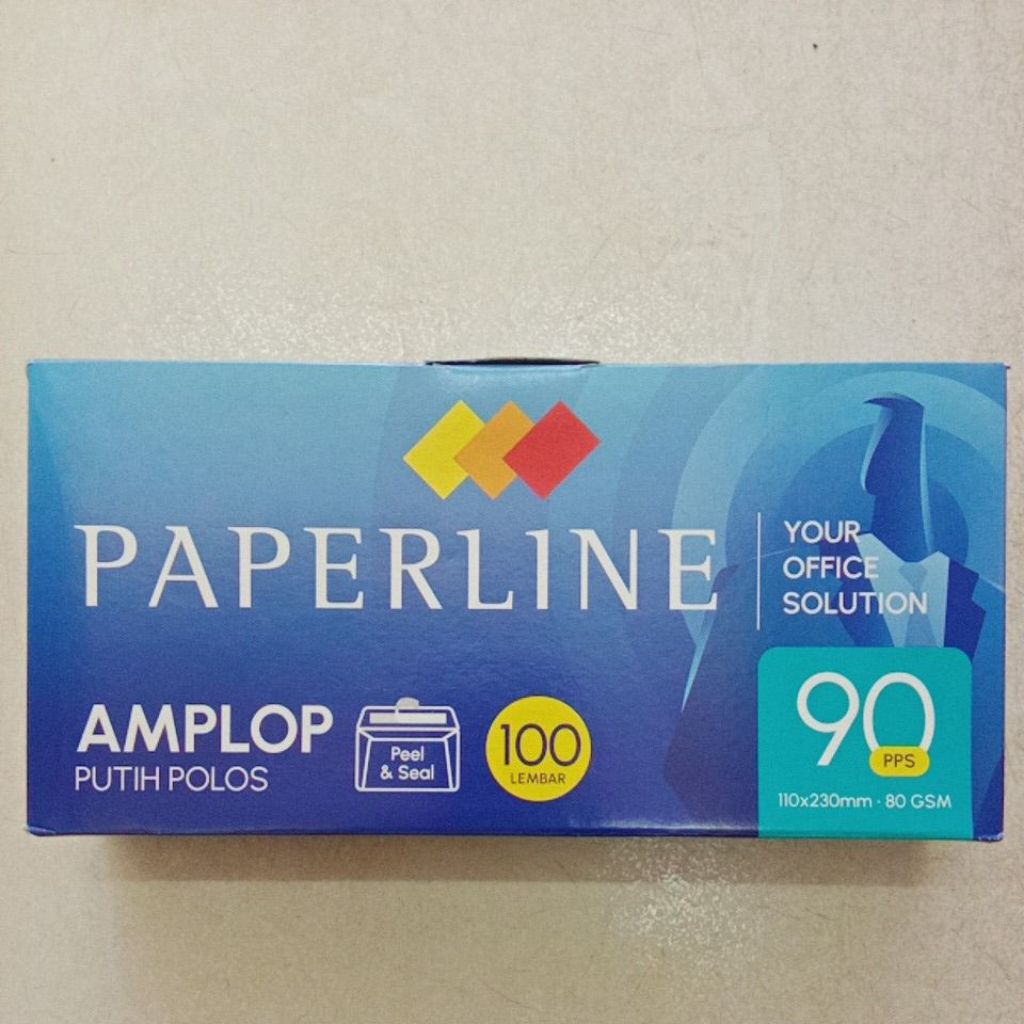 PAPERLINE
YOUR
OFFICE
SOLUTION
AMPLOP
PUTIH POLOS
Peel
& Seal
100
LEMBAR
90
PPS
110x230mm · 80 GSM